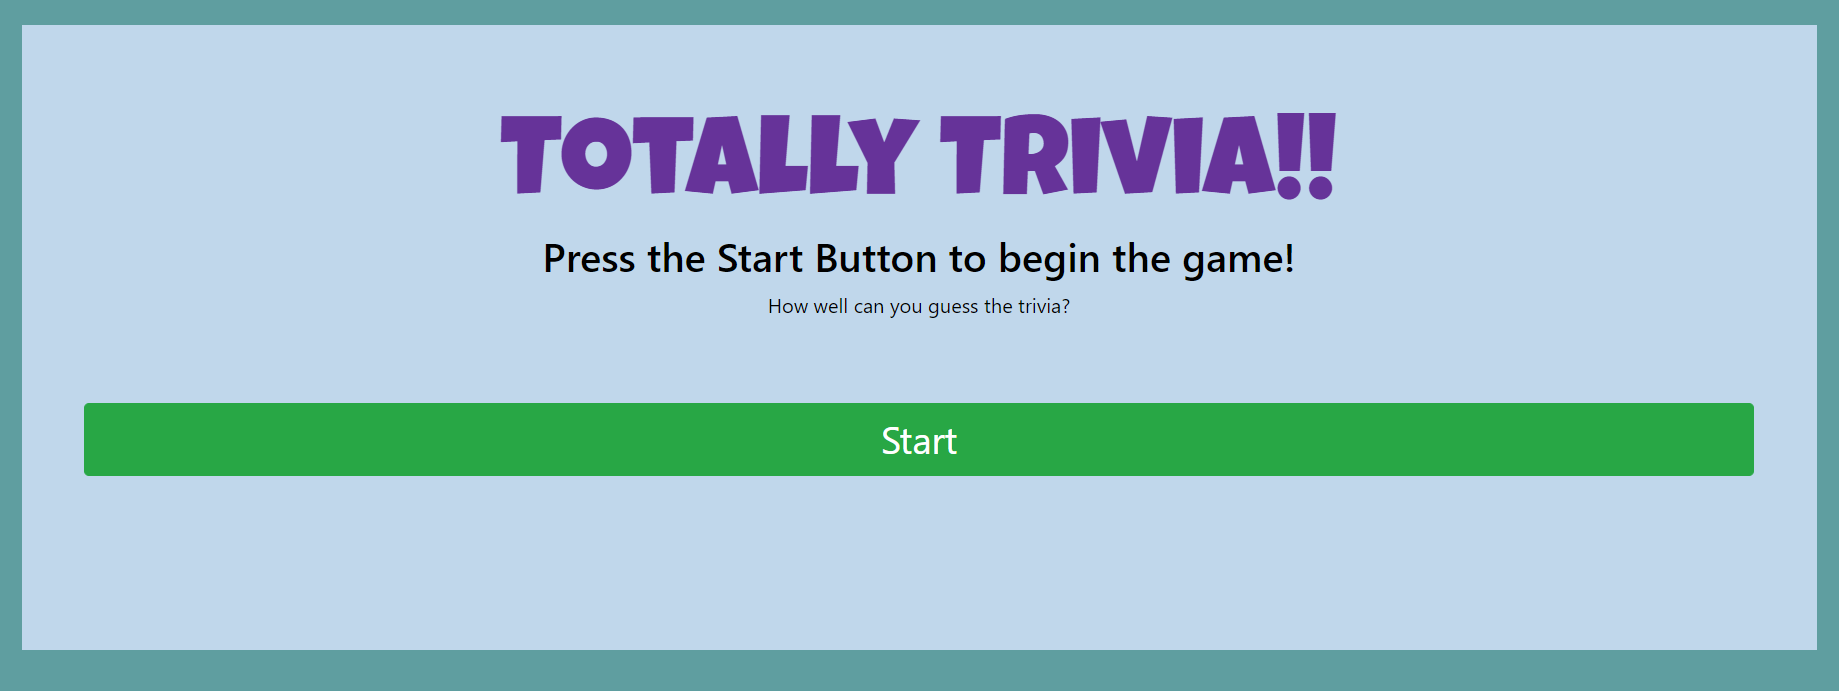 TOTALLY TRIVIA!!
Press the Start Button to begin the game!
How well can you guess the trivia?
Start